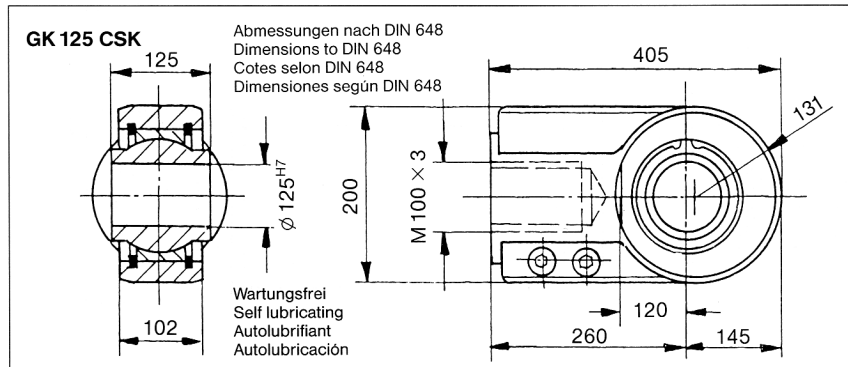 GK 125 CSK
Abmessungen nach DIN 648
Dimensions to DIN 648
Cotes selon DIN 648
Dimensiones según DIN 648
125
405
131
Ø 125H7
200
M 100 × 3
Wartungsfrei
Self lubricating
Autolubrifiant
Autolubricación
102
120
260
145